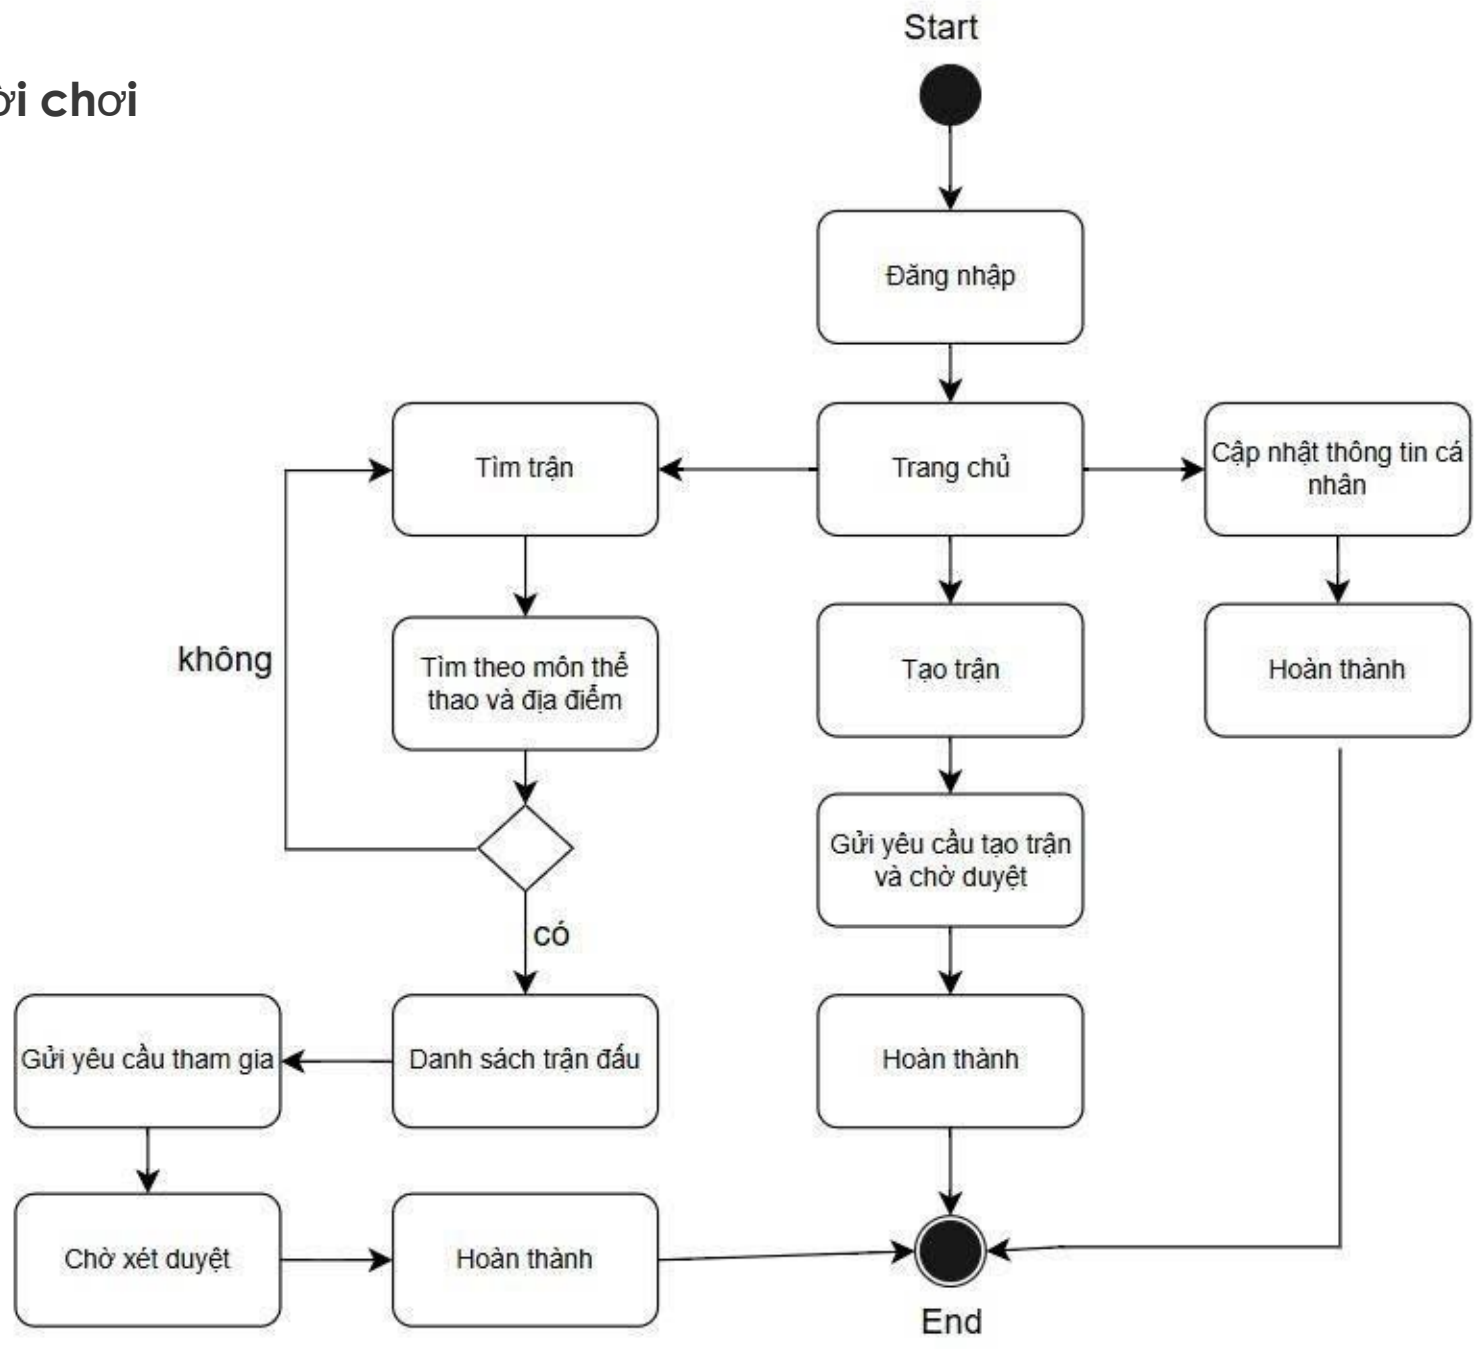 Start
ời chơi
Đăng nhập
Tìm trận
Trang chủ
Cập nhật thông tin cá
nhân
không
Tìm theo môn thể
thao và địa điểm
Tạo trận
Hoàn thành
Gửi yêu cầu tạo trận
và chờ duyệt
có
Gửi yêu cầu tham gia
Danh sách trận đấu
Hoàn thành
Chờ xét duyệt
Hoàn thành
End